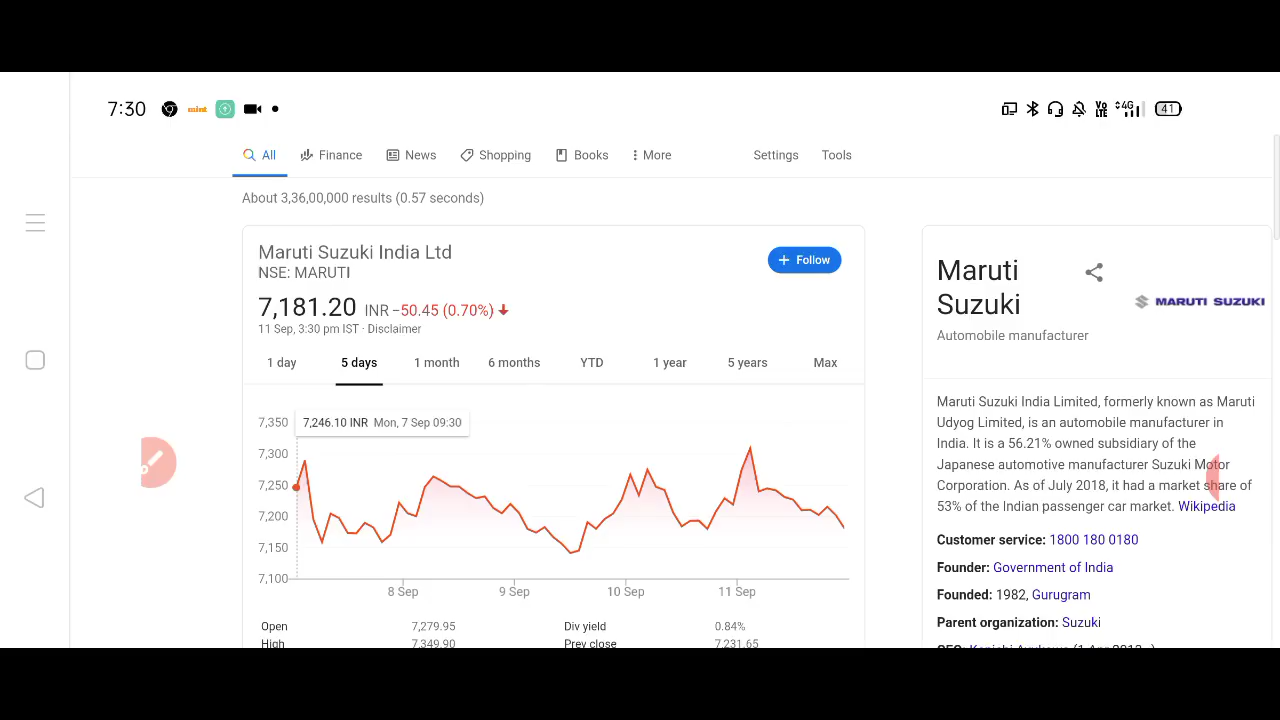 7:30 mint Vo LTE 4G 41
All Finance News Shopping Books More Settings Tools
About 3,36,00,000 results (0.57 seconds)
Maruti Suzuki India Ltd
NSE: MARUTI
+ Follow
7,181.20 INR −50.45 (0.70%)
11 Sep, 3:30 pm IST · Disclaimer
1 day 5 days 1 month 6 months YTD 1 year 5 years Max
7,246.10 INR Mon, 7 Sep 09:30
7,350
7,300
7,250
7,200
7,150
7,100
8 Sep 9 Sep 10 Sep 11 Sep
Open 7,279.95 Div yield 0.84%
High 7,349.90 Prev close 7,231.65
Maruti
Suzuki
MARUTI SUZUKI
Automobile manufacturer
Maruti Suzuki India Limited, formerly known as Maruti
Udyog Limited, is an automobile manufacturer in
India. It is a 56.21% owned subsidiary of the
Japanese automotive manufacturer Suzuki Motor
Corporation. As of July 2018, it had a market share of
53% of the Indian passenger car market. Wikipedia
Customer service: 1800 180 0180
Founder: Government of India
Founded: 1982, Gurugram
Parent organization: Suzuki